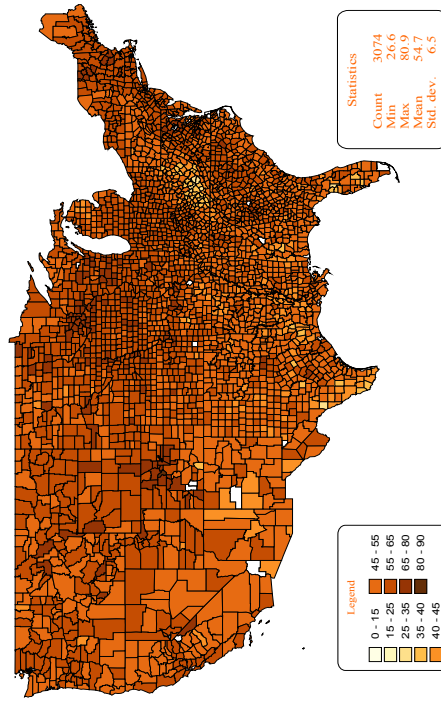 Legend
0 - 15
15 - 25
25 - 35
35 - 40
40 - 45
45 - 55
55 - 65
65 - 80
80 - 90
Statistics
Count 3074
Min 26.6
Max 80.9
Mean 54.7
Std. dev. 6.5